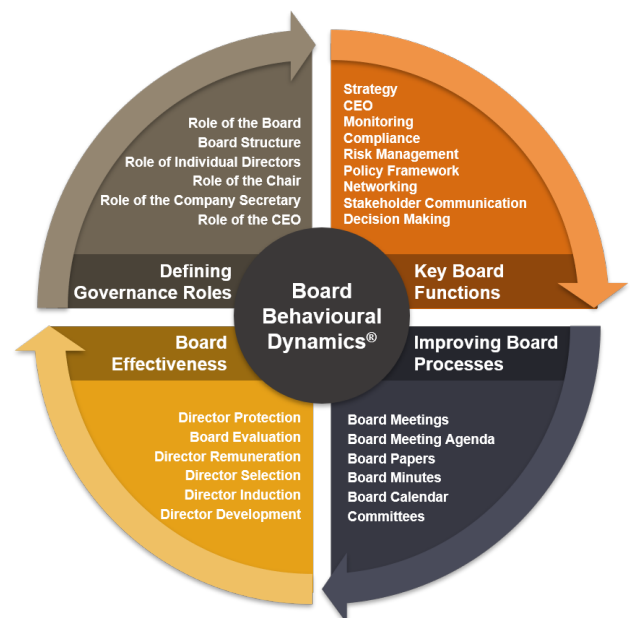 Role of the Board
Board Structure
Role of Individual Directors
Role of the Chair
Role of the Company Secretary
Role of the CEO
Defining
Governance Roles
Strategy
CEO
Monitoring
Compliance
Risk Management
Policy Framework
Networking
Stakeholder Communication
Decision Making
Key Board
Functions
Board
Behavioural
Dynamics®
Board
Effectiveness
Director Protection
Board Evaluation
Director Remuneration
Director Selection
Director Induction
Director Development
Improving Board
Processes
Board Meetings
Board Meeting Agenda
Board Papers
Board Minutes
Board Calendar
Committees